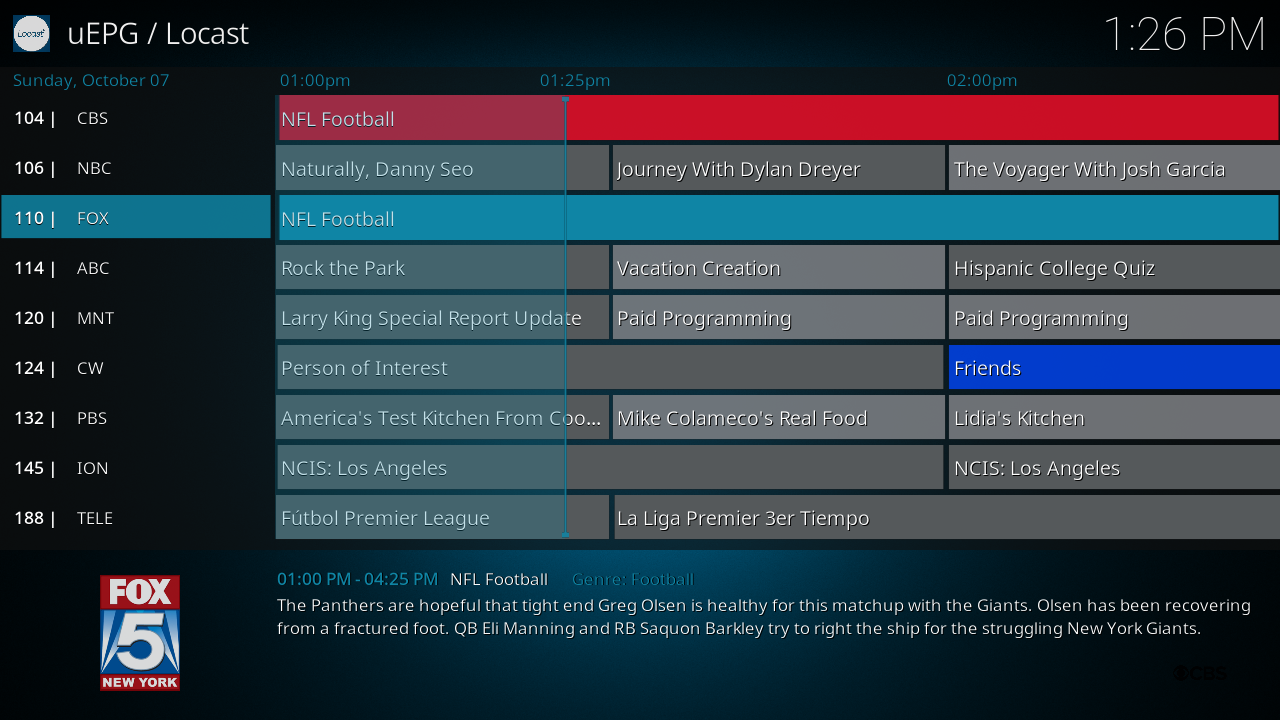 Locast uEPG / Locast 1:26 PM
Sunday, October 07 01:00pm 01:25pm 02:00pm
104 | CBS NFL Football
106 | NBC Naturally, Danny Seo Journey With Dylan Dreyer The Voyager With Josh Garcia
110 | FOX NFL Football
114 | ABC Rock the Park Vacation Creation Hispanic College Quiz
120 | MNT Larry King Special Report Update Paid Programming Paid Programming
124 | CW Person of Interest Friends
132 | PBS America's Test Kitchen From Coo... Mike Colameco's Real Food Lidia's Kitchen
145 | ION NCIS: Los Angeles NCIS: Los Angeles
188 | TELE Fútbol Premier League La Liga Premier 3er Tiempo
01:00 PM - 04:25 PM NFL Football Genre: Football
The Panthers are hopeful that tight end Greg Olsen is healthy for this matchup with the Giants. Olsen has been recovering
from a fractured foot. QB Eli Manning and RB Saquon Barkley try to right the ship for the struggling New York Giants.
FOX
5
NEW YORK
CBS